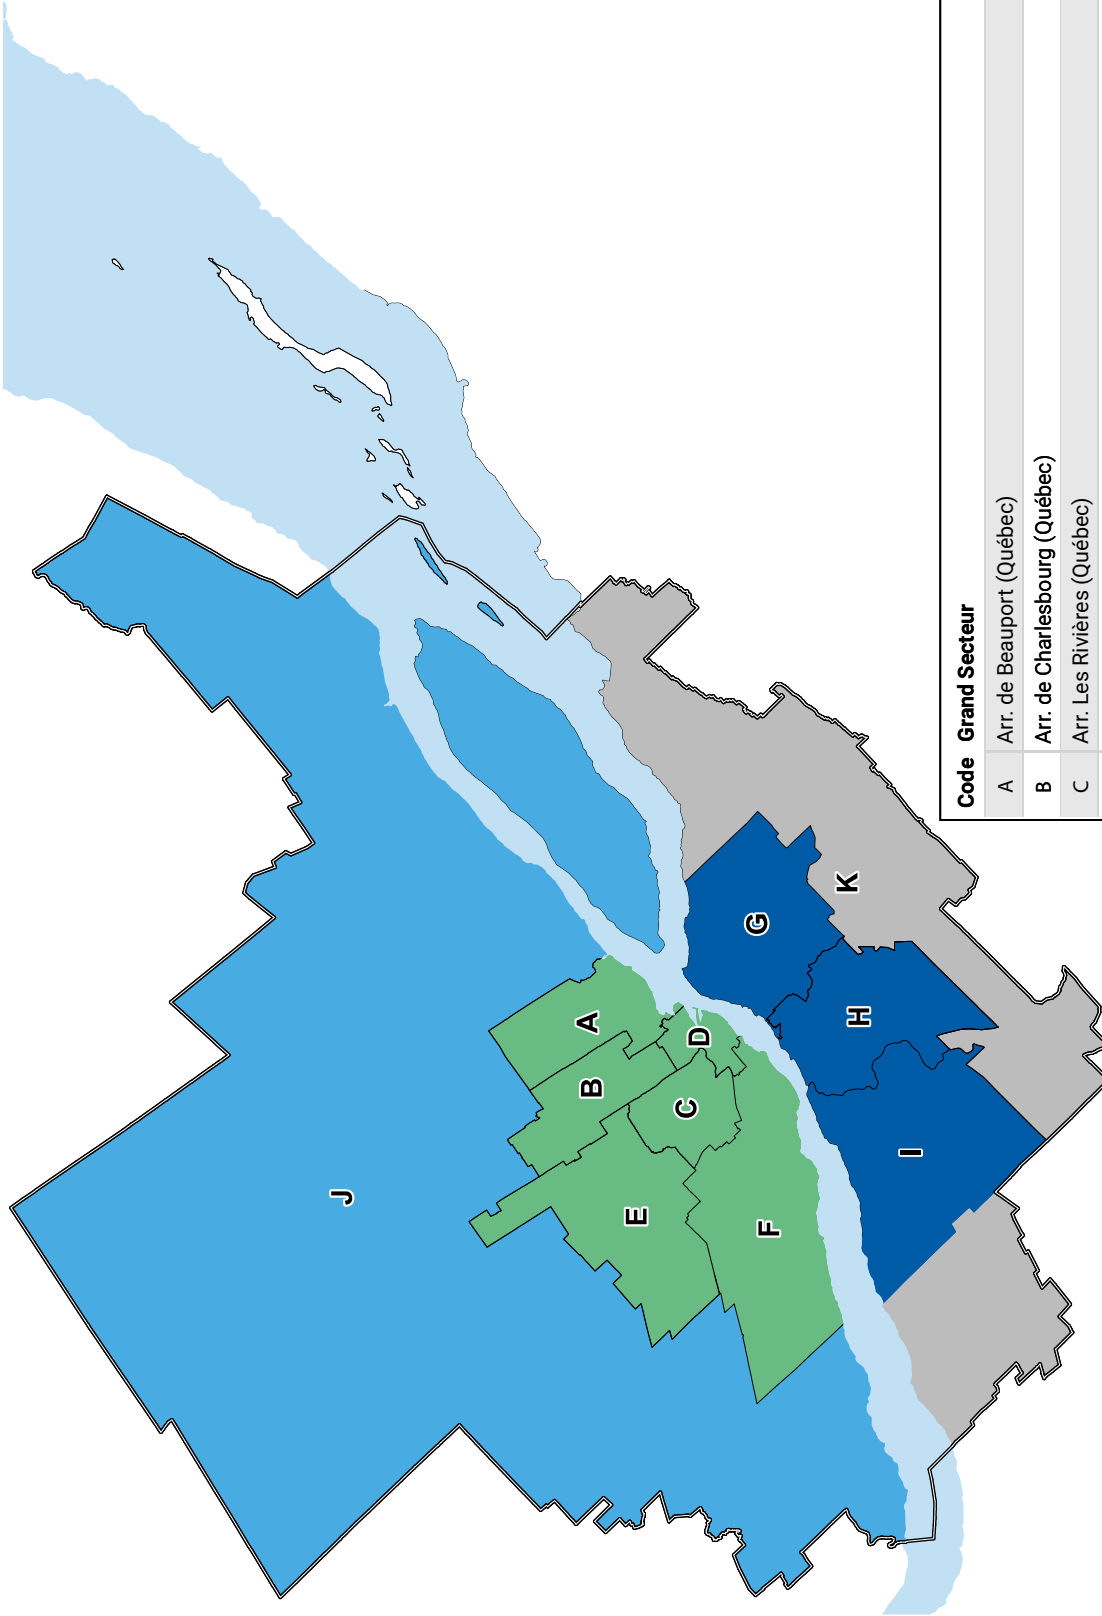 J
A
B
E
C
D
F
G
H
I
K
Code Grand Secteur
A Arr. de Beauport (Québec)
B Arr. de Charlesbourg (Québec)
C Arr. Les Rivières (Québec)